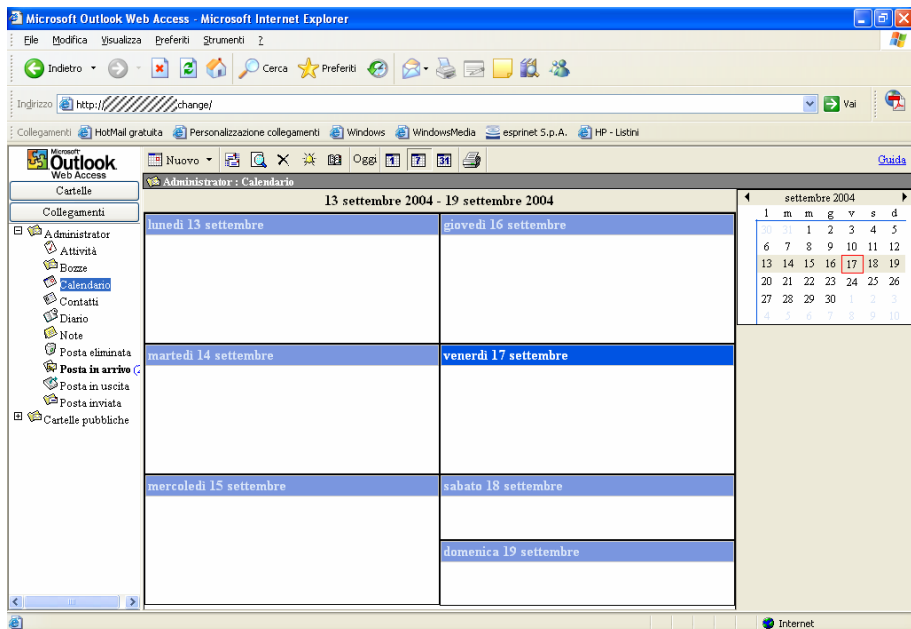 Microsoft Outlook Web Access - Microsoft Internet Explorer
File Modifica Visualizza Preferiti Strumenti ?
Indietro Cerca Preferiti
Indirizzo http:// change/ Vai
Collegamenti HotMail gratuita Personalizzazione collegamenti Windows WindowsMedia esprinet S.p.A. HP - Listini
Microsoft
Outlook
Web Access
Nuovo Oggi 1 7 31 Guida
Cartelle
Collegamenti
Administrator
Attività
Bozze
Calendario
Contatti
Diario
Note
Posta eliminata
Posta in arrivo
Posta in uscita
Posta inviata
Cartelle pubbliche
Administrator : Calendario
13 settembre 2004 - 19 settembre 2004
lunedì 13 settembre
martedì 14 settembre
mercoledì 15 settembre
giovedì 16 settembre
venerdì 17 settembre
sabato 18 settembre
domenica 19 settembre
settembre 2004
l m m g v s d
30 31 1 2 3 4 5
6 7 8 9 10 11 12
13 14 15 16 17 18 19
20 21 22 23 24 25 26
27 28 29 30 1 2 3
4 5 6 7 8 9 10
Internet